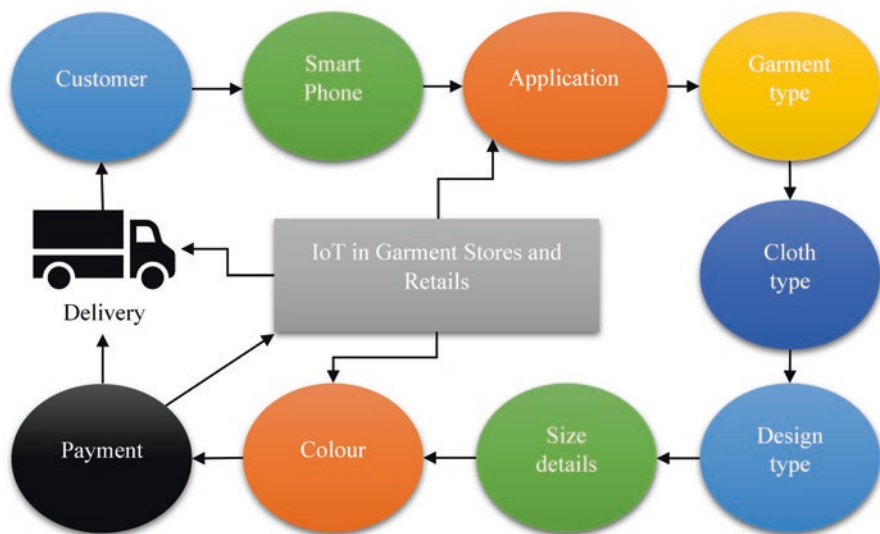 Customer
Smart
Phone
Application
Garment
type
IoT in Garment Stores and
Retails
Cloth
type
Delivery
Payment
Colour
Size
details
Design
type